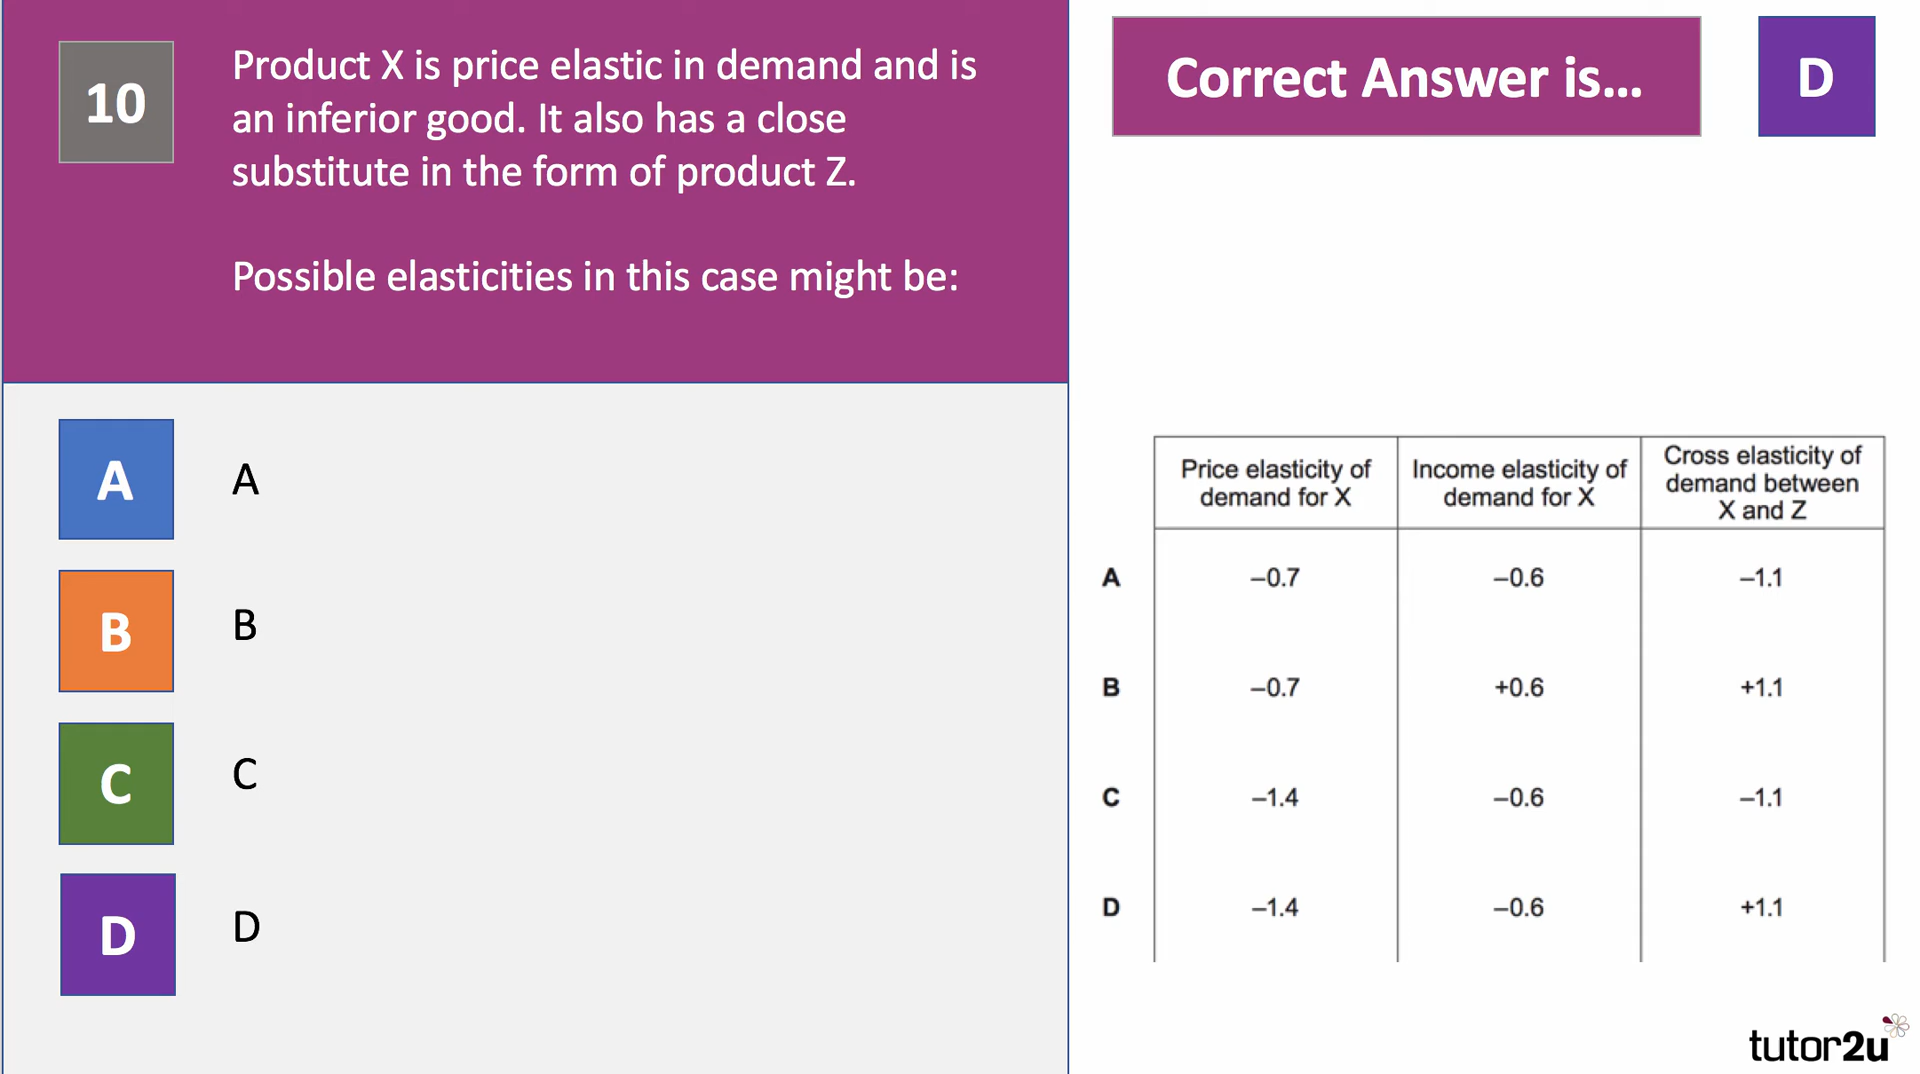 10
Product X is price elastic in demand and is
an inferior good. It also has a close
substitute in the form of product Z.
Possible elasticities in this case might be:
A A
B B
C C
D D
Correct Answer is... D
Price elasticity of demand for X Income elasticity of demand for X Cross elasticity of demand between X and Z
A –0.7 –0.6 –1.1
B –0.7 +0.6 +1.1
C –1.4 –0.6 –1.1
D –1.4 –0.6 +1.1
tutor2u